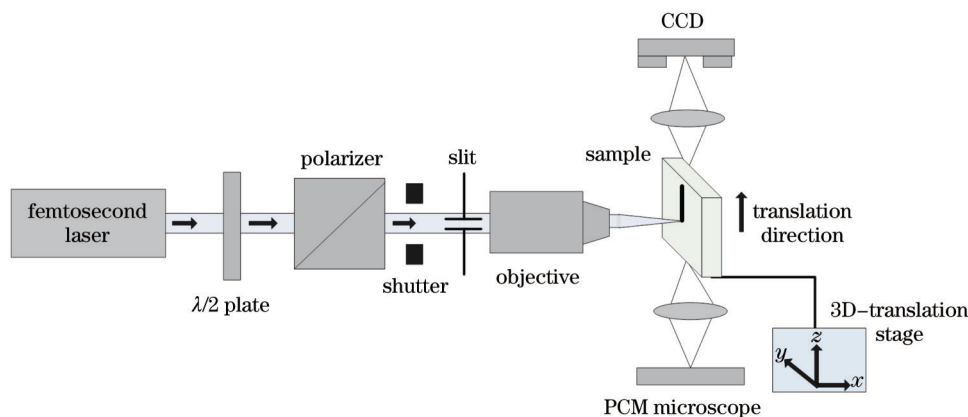 CCD
sample
polarizer
slit
femtosecond
laser
translation
direction
shutter
objective
λ/2 plate
3D-translation
stage
z
y
x
PCM microscope